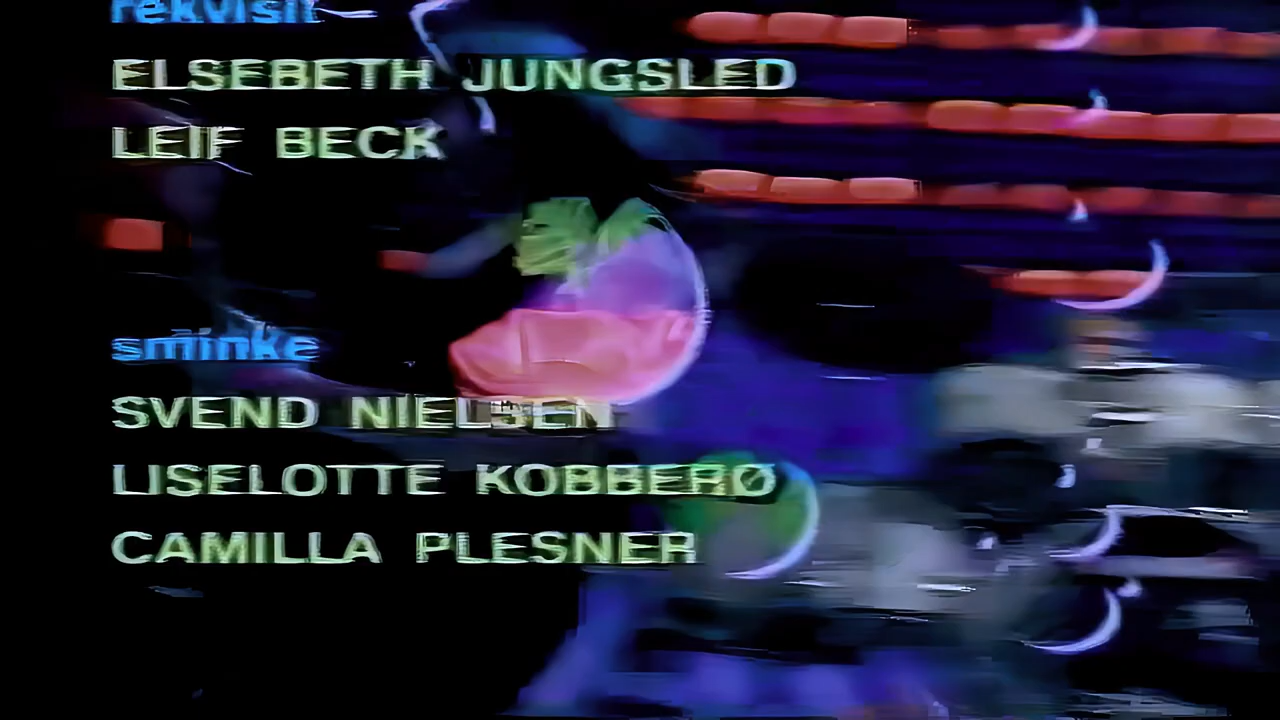 rekvisit
ELSEBETH JUNGSLED
LEIF BECK
sminke
SVEND NIELSEN
LISELOTTE KOBBERØ
CAMILLA PLESNER